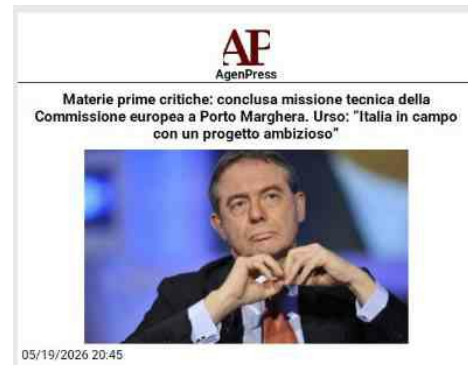 AP
AgenPress
Materie prime critiche: conclusa missione tecnica della
Commissione europea a Porto Marghera. Urso: “Italia in campo
con un progetto ambizioso”
05/19/2026 20:45